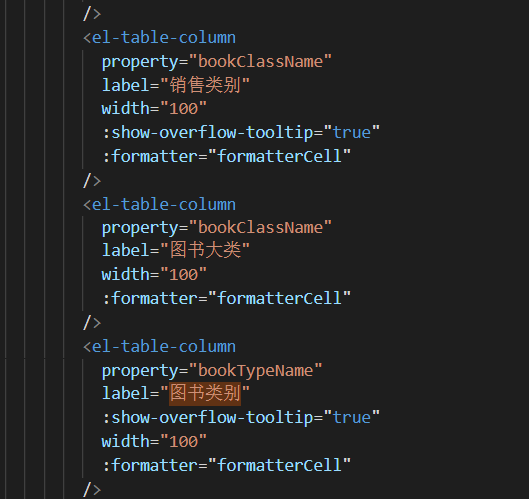 />
<el-table-column
property="bookClassName"
label="销售类别"
width="100"
:show-overflow-tooltip="true"
:formatter="formatterCell"
/>
<el-table-column
property="bookClassName"
label="图书大类"
width="100"
:formatter="formatterCell"
/>
<el-table-column
property="bookTypeName"
label="图书类别"
:show-overflow-tooltip="true"
width="100"
:formatter="formatterCell"
/>